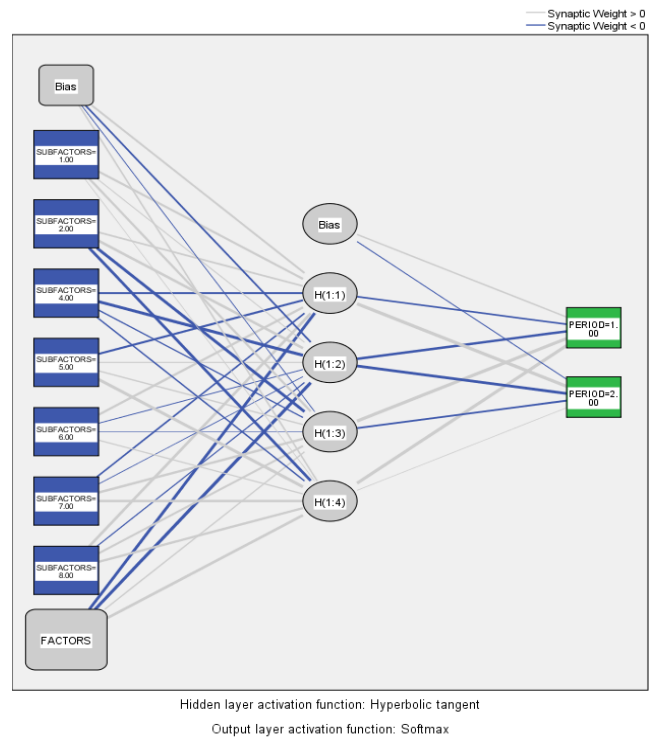 Synaptic Weight > 0
Synaptic Weight < 0
Bias
SUBFACTORS=
1.00
SUBFACTORS=
2.00
SUBFACTORS=
4.00
SUBFACTORS=
5.00
SUBFACTORS=
6.00
SUBFACTORS=
7.00
SUBFACTORS=
8.00
FACTORS
Bias
H(1:1)
H(1:2)
H(1:3)
H(1:4)
PERIOD=1.
00
PERIOD=2.
00
Hidden layer activation function: Hyperbolic tangent
Output layer activation function: Softmax